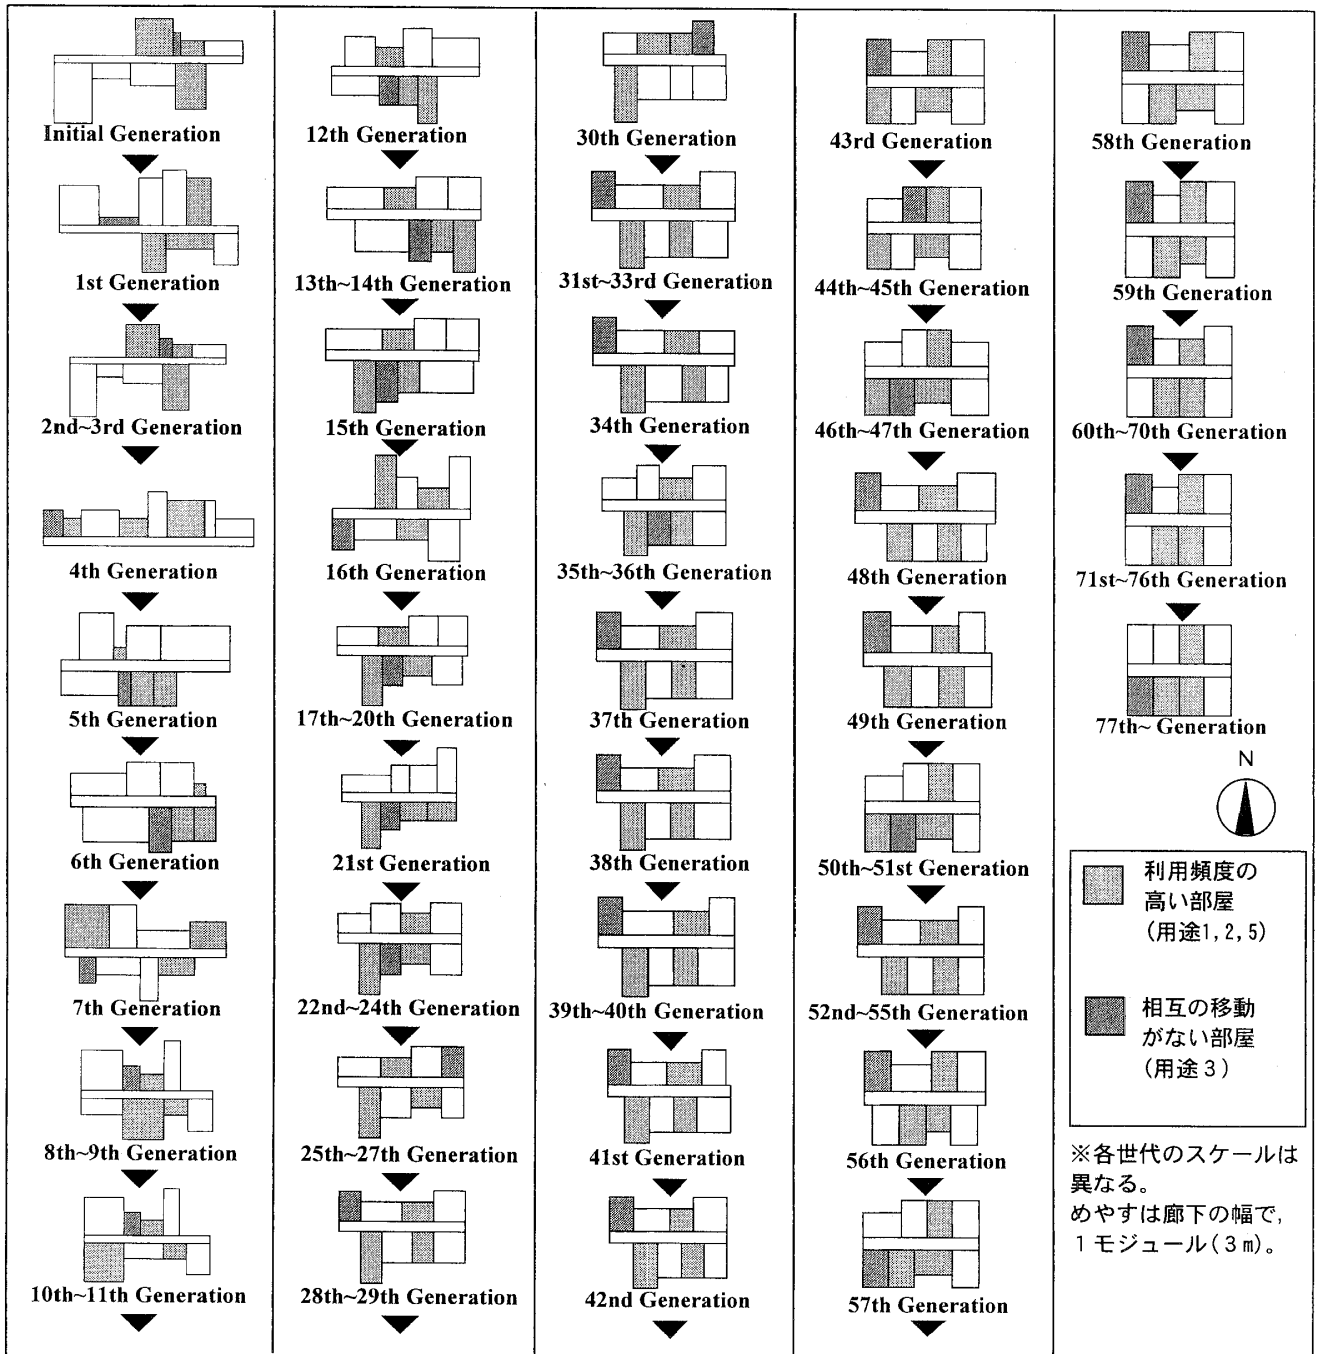 Initial Generation
1st Generation
2nd~3rd Generation
4th Generation
5th Generation
6th Generation
7th Generation
8th~9th Generation
10th~11th Generation
12th Generation
13th~14th Generation
15th Generation
16th Generation
17th~20th Generation
21st Generation
22nd~24th Generation
25th~27th Generation
28th~29th Generation
30th Generation
31st~33rd Generation
34th Generation
35th~36th Generation
37th Generation
38th Generation
39th~40th Generation
41st Generation
42nd Generation
43rd Generation
44th~45th Generation
46th~47th Generation
48th Generation
49th Generation
50th~51st Generation
52nd~55th Generation
56th Generation
57th Generation
58th Generation
59th Generation
60th~70th Generation
71st~76th Generation
77th~ Generation
N
利用頻度の
高い部屋
(用途1,2,5)
相互の移動
がない部屋
(用途３)
※各世代のスケールは
異なる。
めやすは廊下の幅で,
１モジュール(３m)。